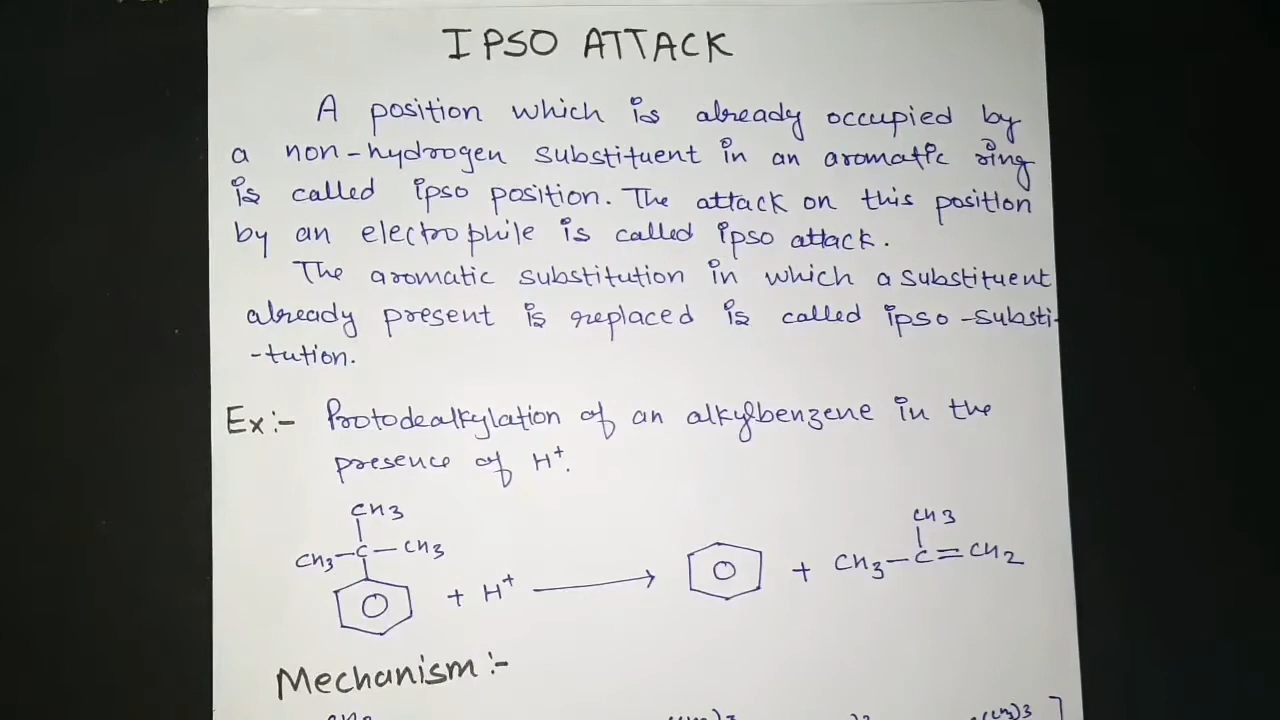 IPSO ATTACK
A position which is already occupied by
a non-hydrogen substituent in an aromatic ring
is called ipso position. The attack on this position
by an electrophile is called ipso attack.
The aromatic substitution in which a substituent
already present is replaced is called ipso-substi-
-tution.
Ex:- Protodealkylation of an alkylbenzene in the
presence of H⁺.
CH3
CH3-C-CH3
+ H⁺
+
CH3
CH3-C=CH2
Mechanism:-